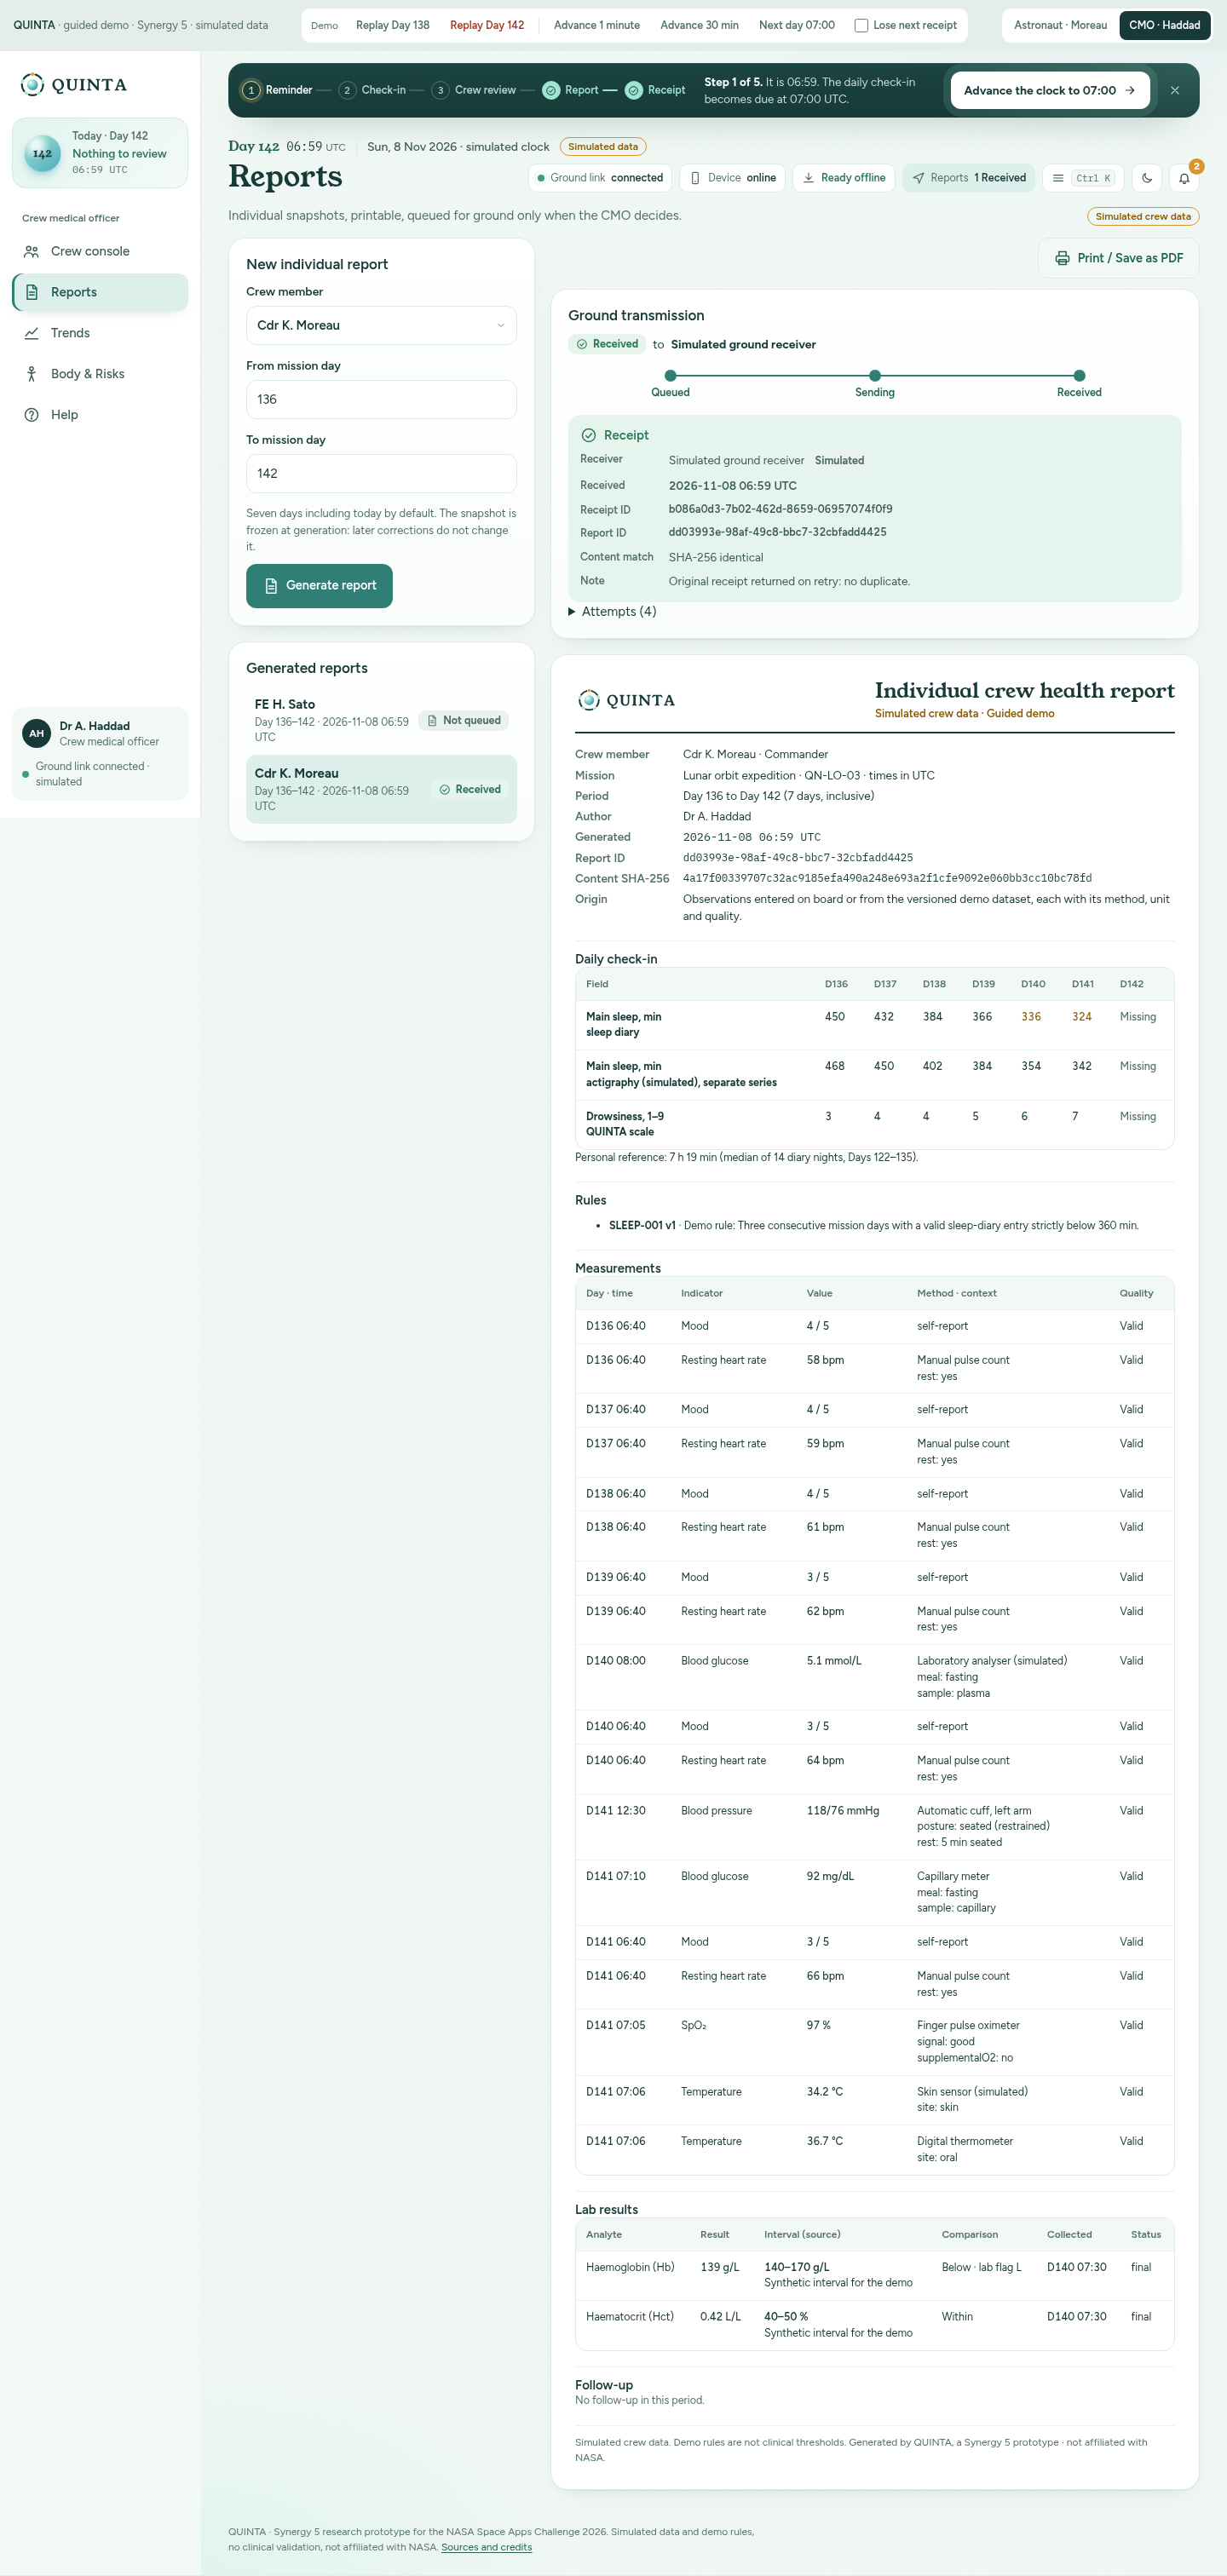 QUINTA · guided demo · Synergy 5 · simulated data
Demo Replay Day 138 Replay Day 142 Advance 1 minute Advance 30 min Next day 07:00 Lose next receipt
Astronaut · Moreau CMO · Haddad
QUINTA
142
Today · Day 142
Nothing to review
06:59 UTC
Crew medical officer
Crew console
Reports
Trends
Body & Risks
Help
AH
Dr A. Haddad
Crew medical officer
Ground link connected ·
simulated
1 Reminder 2 Check-in 3 Crew review Report Receipt
Step 1 of 5. It is 06:59. The daily check-in
becomes due at 07:00 UTC.
Advance the clock to 07:00 →
Day 142 06:59 UTC Sun, 8 Nov 2026 · simulated clock Simulated data
Reports
Ground link connected Device online Ready offline Reports 1 Received Ctrl K 2
Individual snapshots, printable, queued for ground only when the CMO decides.
Simulated crew data
New individual report
Crew member
Cdr K. Moreau
From mission day
136
To mission day
142
Seven days including today by default. The snapshot is
frozen at generation: later corrections do not change
it.
Generate report
Generated reports
FE H. Sato
Day 136–142 · 2026-11-08 06:59
UTC
Not queued
Cdr K. Moreau
Day 136–142 · 2026-11-08 06:59
UTC
Received
Print / Save as PDF
Ground transmission
Received to Simulated ground receiver
Queued Sending Received
Receipt
Receiver Simulated ground receiver Simulated
Received 2026-11-08 06:59 UTC
Receipt ID b086a0d3-7b02-462d-8659-06957074f0f9
Report ID dd03993e-98af-49c8-bbc7-32cbfadd4425
Content match SHA-256 identical
Note Original receipt returned on retry: no duplicate.
Attempts (4)
QUINTA
Individual crew health report
Simulated crew data · Guided demo
Crew member Cdr K. Moreau · Commander
Mission Lunar orbit expedition · QN-LO-03 · times in UTC
Period Day 136 to Day 142 (7 days, inclusive)
Author Dr A. Haddad
Generated 2026-11-08 06:59 UTC
Report ID dd03993e-98af-49c8-bbc7-32cbfadd4425
Content SHA-256 4a17f00339707c32ac9185efa490a248e693a2f1cfe9092e060bb3cc10bc78fd
Origin Observations entered on board or from the versioned demo dataset, each with its method, unit
and quality.
Daily check-in
Field D136 D137 D138 D139 D140 D141 D142
Main sleep, min
sleep diary
450 432 384 366 336 324 Missing
Main sleep, min
actigraphy (simulated), separate series
468 450 402 384 354 342 Missing
Drowsiness, 1–9
QUINTA scale
3 4 4 5 6 7 Missing
Personal reference: 7 h 19 min (median of 14 diary nights, Days 122–135).
Rules
• SLEEP-001 v1 · Demo rule: Three consecutive mission days with a valid sleep-diary entry strictly below 360 min.
Measurements
Day · time Indicator Value Method · context Quality
D136 06:40 Mood 4 / 5 self-report Valid
D136 06:40 Resting heart rate 58 bpm Manual pulse count Valid
rest: yes
D137 06:40 Mood 4 / 5 self-report Valid
D137 06:40 Resting heart rate 59 bpm Manual pulse count Valid
rest: yes
D138 06:40 Mood 4 / 5 self-report Valid
D138 06:40 Resting heart rate 61 bpm Manual pulse count Valid
rest: yes
D139 06:40 Mood 3 / 5 self-report Valid
D139 06:40 Resting heart rate 62 bpm Manual pulse count Valid
rest: yes
D140 08:00 Blood glucose 5.1 mmol/L Laboratory analyser (simulated) Valid
meal: fasting
sample: plasma
D140 06:40 Mood 3 / 5 self-report Valid
D140 06:40 Resting heart rate 64 bpm Manual pulse count Valid
rest: yes
D141 12:30 Blood pressure 118/76 mmHg Automatic cuff, left arm Valid
posture: seated (restrained)
rest: 5 min seated
D141 07:10 Blood glucose 92 mg/dL Capillary meter Valid
meal: fasting
sample: capillary
D141 06:40 Mood 3 / 5 self-report Valid
D141 06:40 Resting heart rate 66 bpm Manual pulse count Valid
rest: yes
D141 07:05 SpO₂ 97 % Finger pulse oximeter Valid
signal: good
supplementalO2: no
D141 07:06 Temperature 34.2 °C Skin sensor (simulated) Valid
site: skin
D141 07:06 Temperature 36.7 °C Digital thermometer Valid
site: oral
Lab results
Analyte Result Interval (source) Comparison Collected Status
Haemoglobin (Hb) 139 g/L 140–170 g/L Below · lab flag L D140 07:30 final
Synthetic interval for the demo
Haematocrit (Hct) 0.42 L/L 40–50 % Within D140 07:30 final
Synthetic interval for the demo
Follow-up
No follow-up in this period.
Simulated crew data. Demo rules are not clinical thresholds. Generated by QUINTA, a Synergy 5 prototype · not affiliated with
NASA.
QUINTA · Synergy 5 research prototype for the NASA Space Apps Challenge 2026. Simulated data and demo rules,
no clinical validation, not affiliated with NASA. Sources and credits